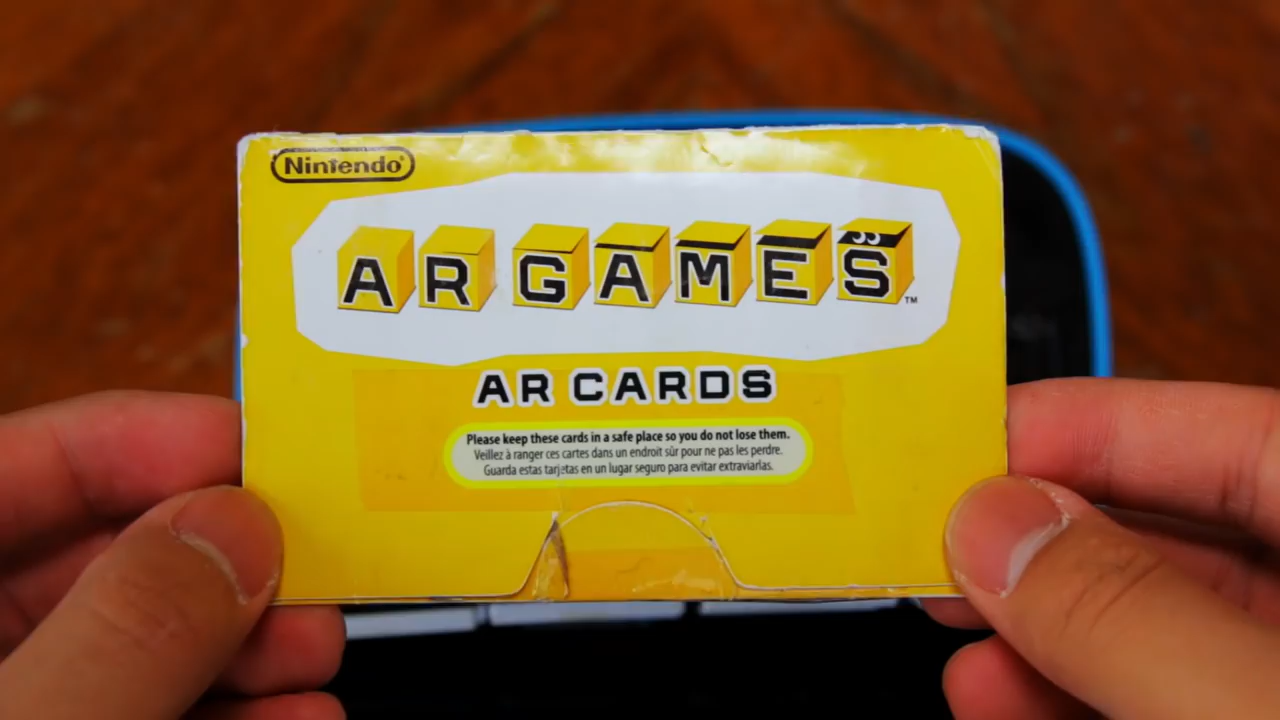 Nintendo®
AR GAMES™
AR CARDS
Please keep these cards in a safe place so you do not lose them.
Veillez à ranger ces cartes dans un endroit sûr pour ne pas les perdre.
Guarda estas tarjetas en un lugar seguro para evitar extraviarlas.